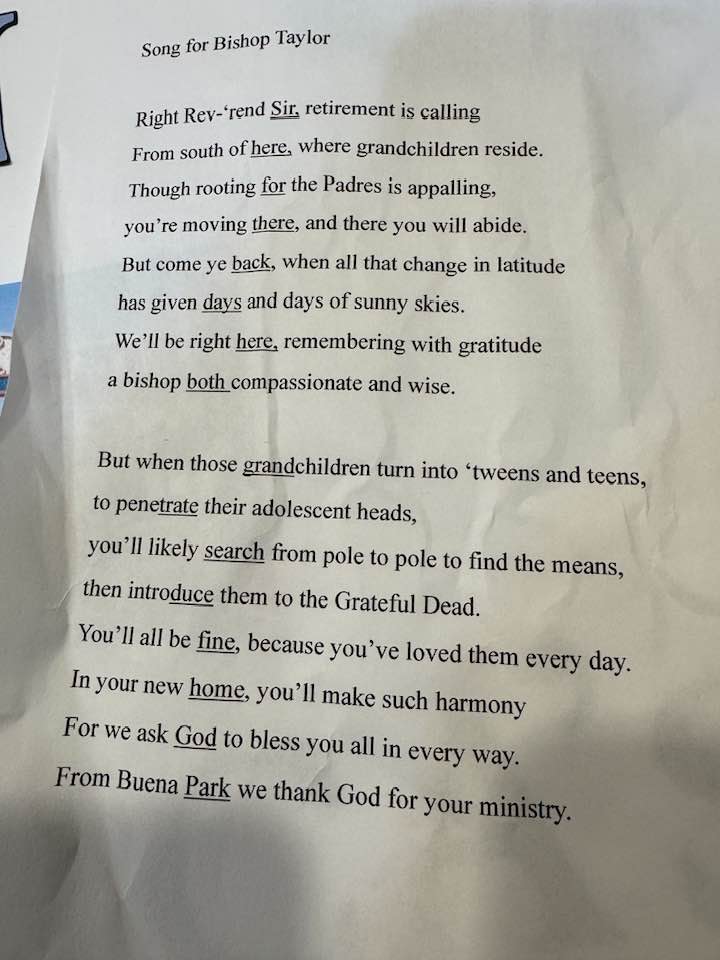 Song for Bishop Taylor
Right Rev-‘rend Sir, retirement is calling
From south of here, where grandchildren reside.
Though rooting for the Padres is appalling,
you’re moving there, and there you will abide.
But come ye back, when all that change in latitude
has given days and days of sunny skies.
We’ll be right here, remembering with gratitude
a bishop both compassionate and wise.
But when those grandchildren turn into ‘tweens and teens,
to penetrate their adolescent heads,
you’ll likely search from pole to pole to find the means,
then introduce them to the Grateful Dead.
You’ll all be fine, because you’ve loved them every day.
In your new home, you’ll make such harmony
For we ask God to bless you all in every way.
From Buena Park we thank God for your ministry.